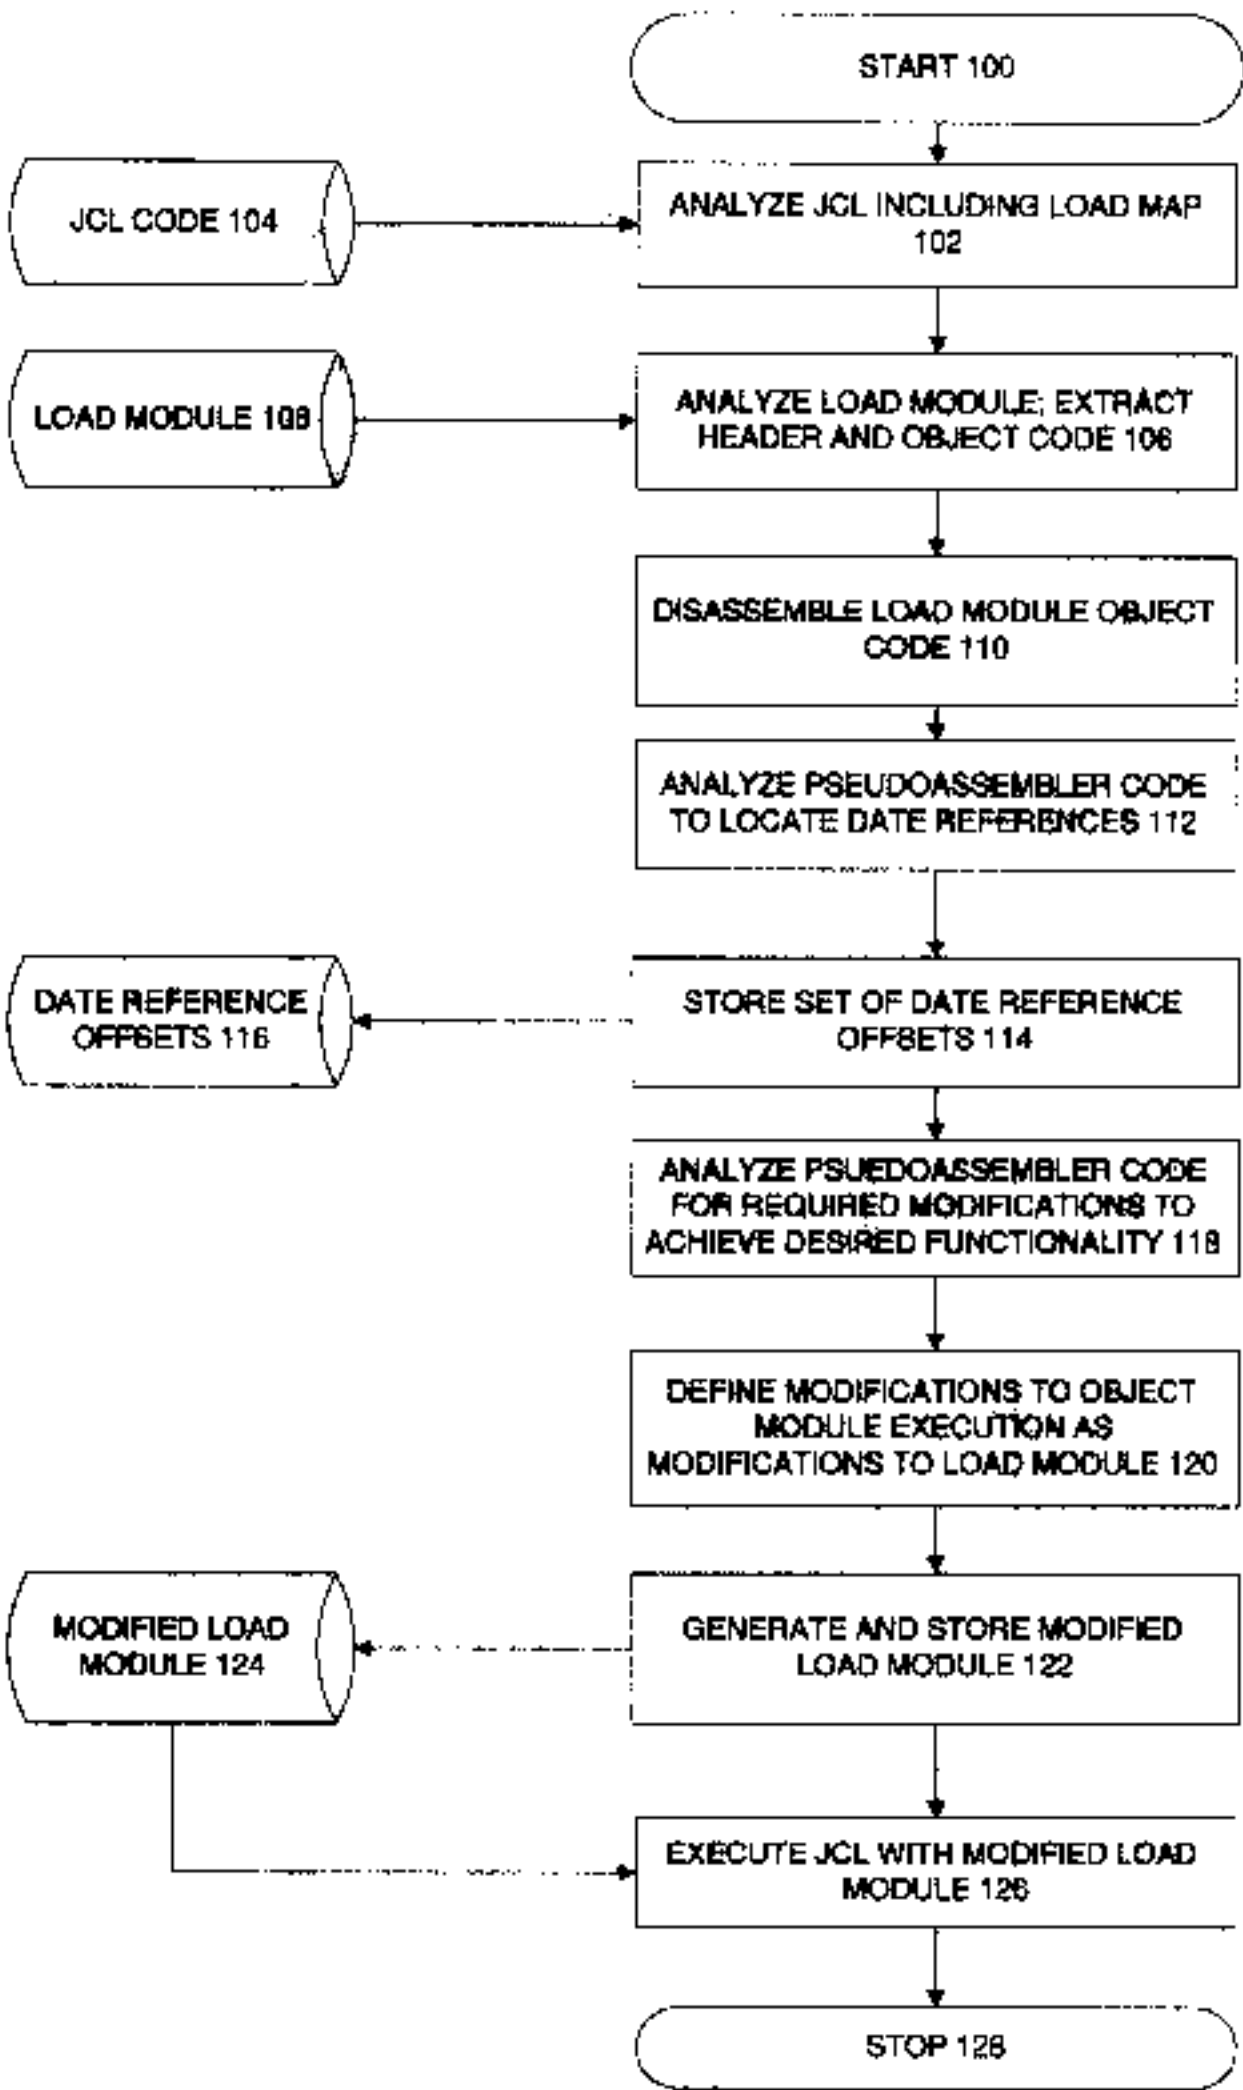 START 100
JCL CODE 104
ANALYZE JCL INCLUDING LOAD MAP
102
LOAD MODULE 108
ANALYZE LOAD MODULE; EXTRACT
HEADER AND OBJECT CODE 106
DISASSEMBLE LOAD MODULE OBJECT
CODE 110
ANALYZE PSEUDOASSEMBLER CODE
TO LOCATE DATE REFERENCES 112
DATE REFERENCE
OFFSETS 116
STORE SET OF DATE REFERENCE
OFFSETS 114
ANALYZE PSUEDOASSEMBLER CODE
FOR REQUIRED MODIFICATIONS TO
ACHIEVE DESIRED FUNCTIONALITY 118
DEFINE MODIFICATIONS TO OBJECT
MODULE EXECUTION AS
MODIFICATIONS TO LOAD MODULE 120
MODIFIED LOAD
MODULE 124
GENERATE AND STORE MODIFIED
LOAD MODULE 122
EXECUTE JCL WITH MODIFIED LOAD
MODULE 126
STOP 128